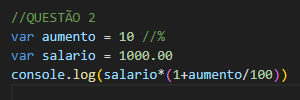 //QUESTÃO 2
var aumento = 10 //%
var salario = 1000.00
console.log(salario*(1+aumento/100))